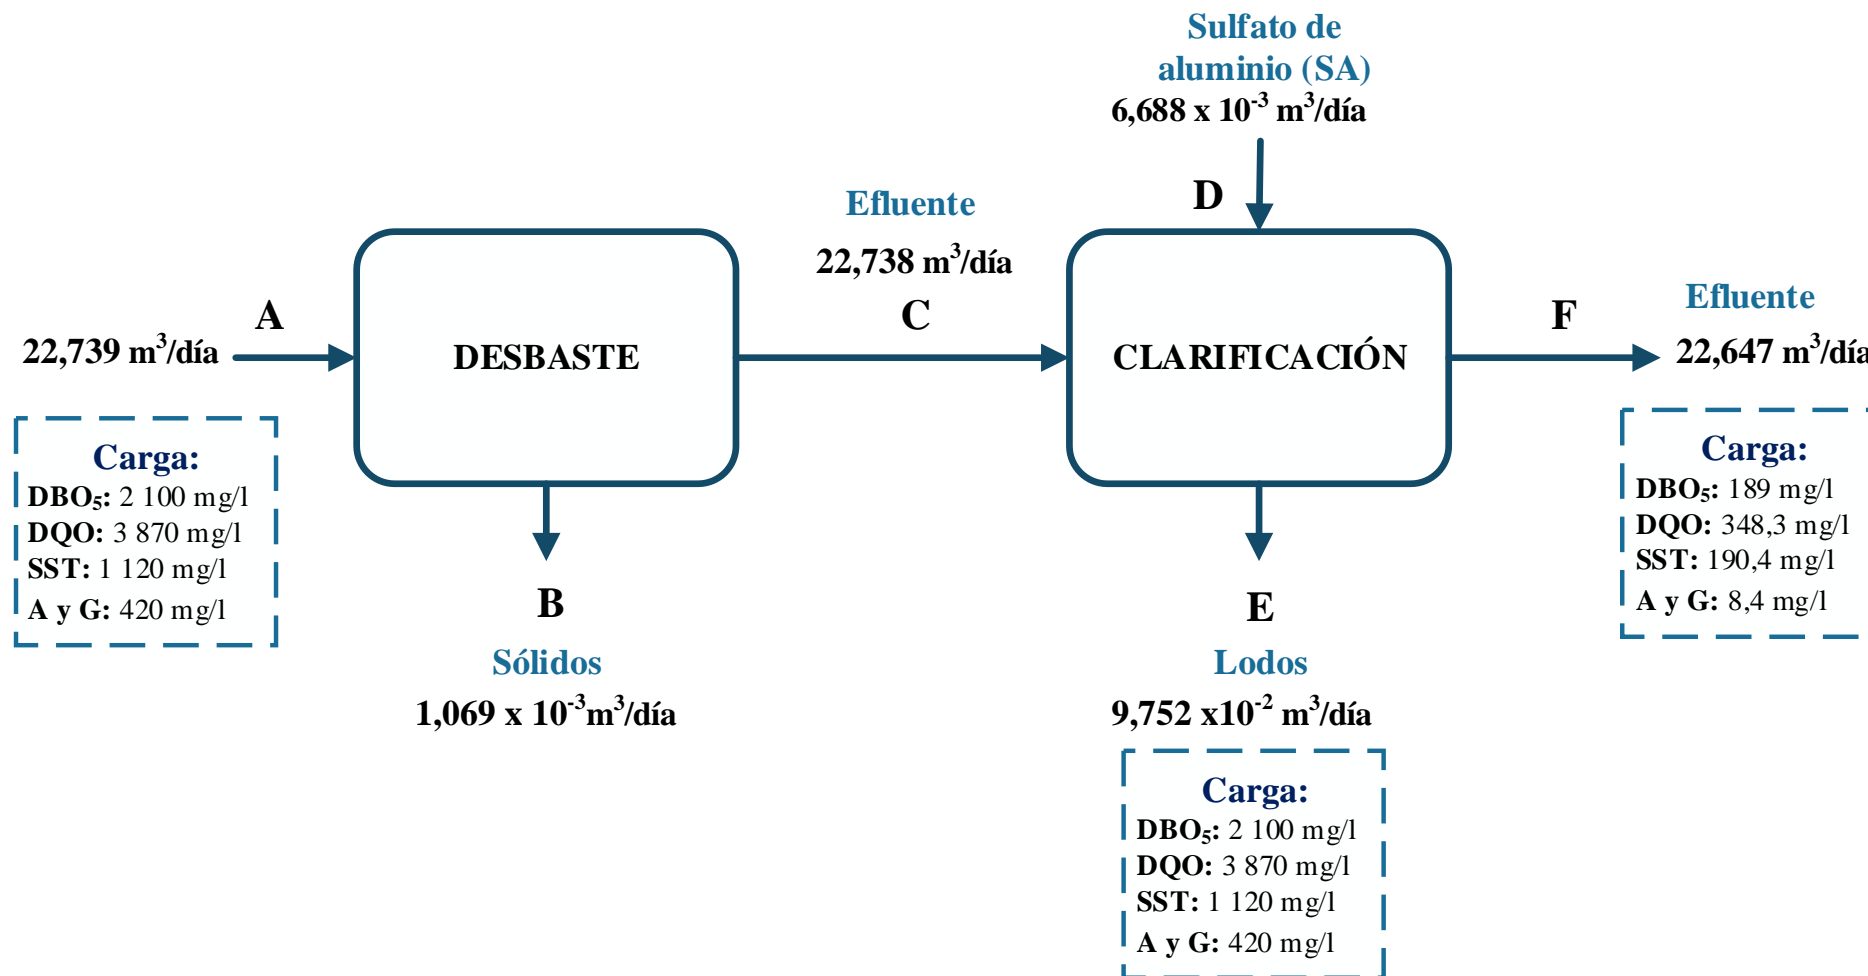 Sulfato de
aluminio (SA)
6,688 x 10⁻³ m³/día
D
Efluente
22,738 m³/día
C
A
22,739 m³/día
DESBASTE
CLARIFICACIÓN
F
Efluente
22,647 m³/día
Carga:
DBO₅: 2 100 mg/l
DQO: 3 870 mg/l
SST: 1 120 mg/l
A y G: 420 mg/l
B
Sólidos
1,069 x 10⁻³m³/día
E
Lodos
9,752 x10⁻² m³/día
Carga:
DBO₅: 2 100 mg/l
DQO: 3 870 mg/l
SST: 1 120 mg/l
A y G: 420 mg/l
Carga:
DBO₅: 189 mg/l
DQO: 348,3 mg/l
SST: 190,4 mg/l
A y G: 8,4 mg/l